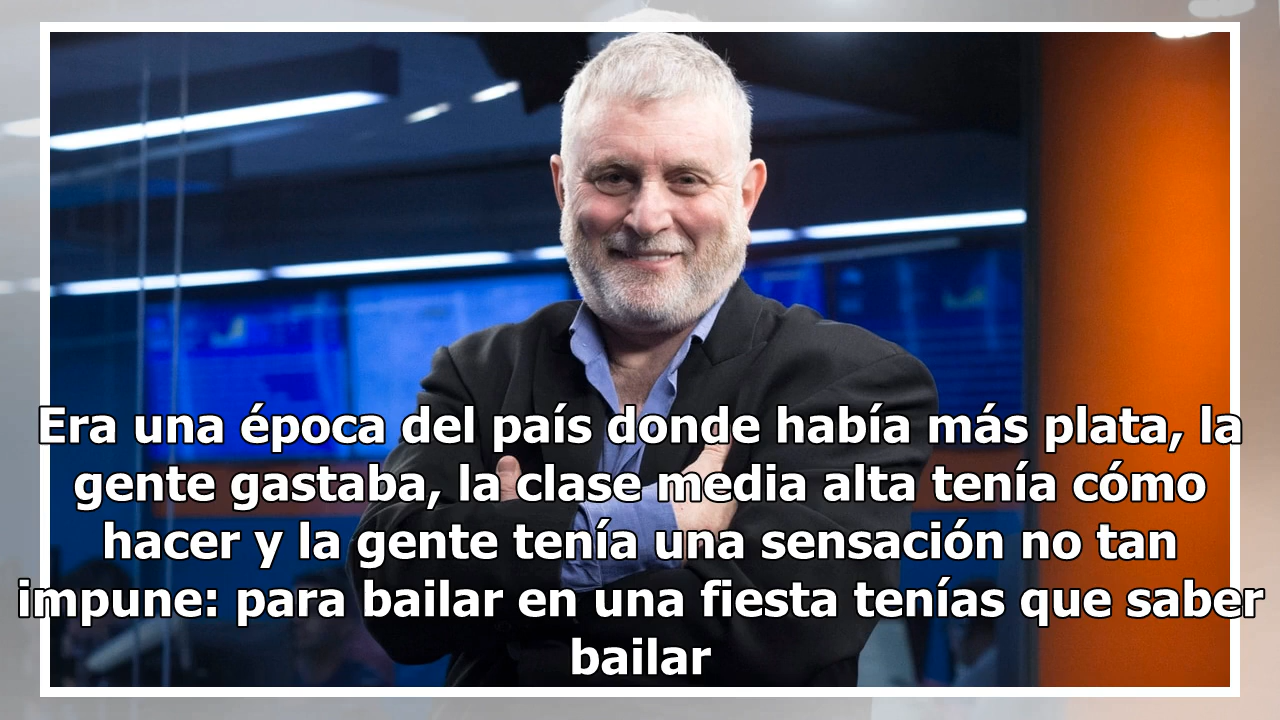 Era una época del país donde había más plata, la
gente gastaba, la clase media alta tenía cómo
hacer y la gente tenía una sensación no tan
impune: para bailar en una fiesta tenías que saber
bailar